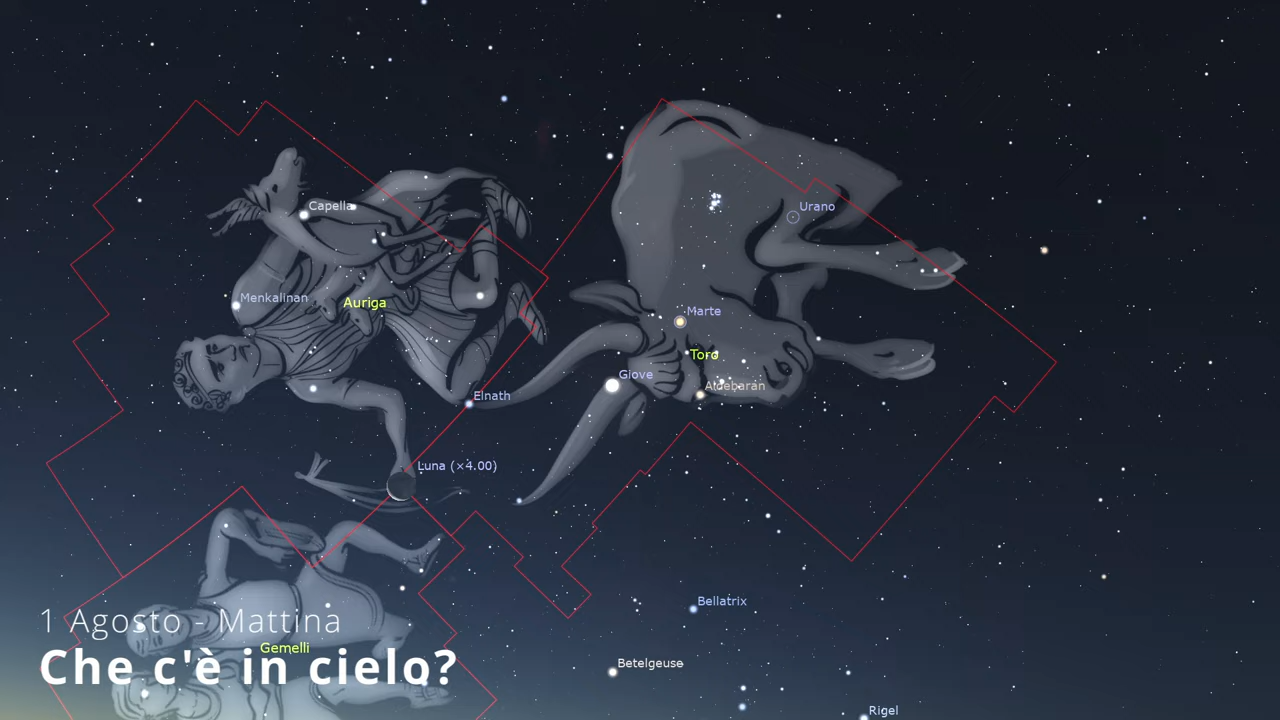 Capella
Urano
Menkalinan
Auriga
Marte
Toro
Giove
Aldebaran
Elnath
Luna (×4.00)
Bellatrix
1 Agosto - Mattina
Gemelli
Che c'è in cielo?
Betelgeuse
Rigel